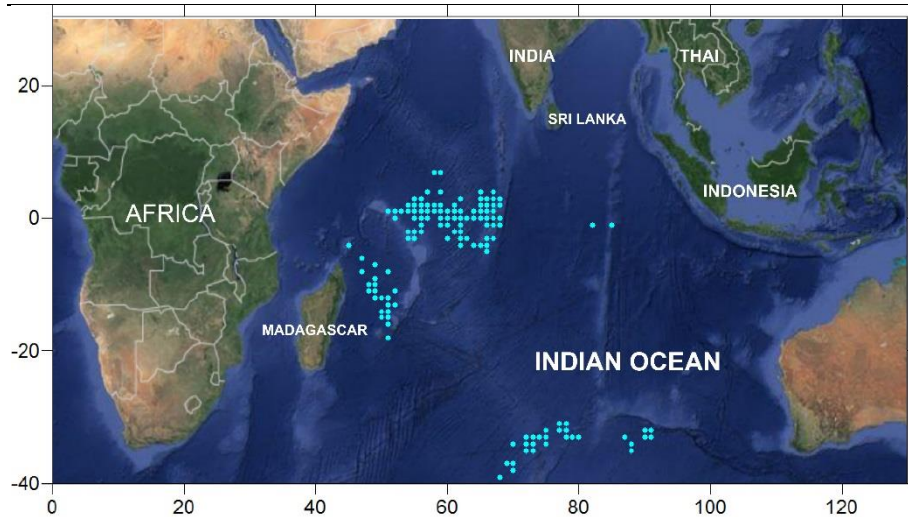 INDIA
THAI
20
SRI LANKA
INDONESIA
AFRICA
0
MADAGASCAR
-20
INDIAN OCEAN
-40
0
20
40
60
80
100
120